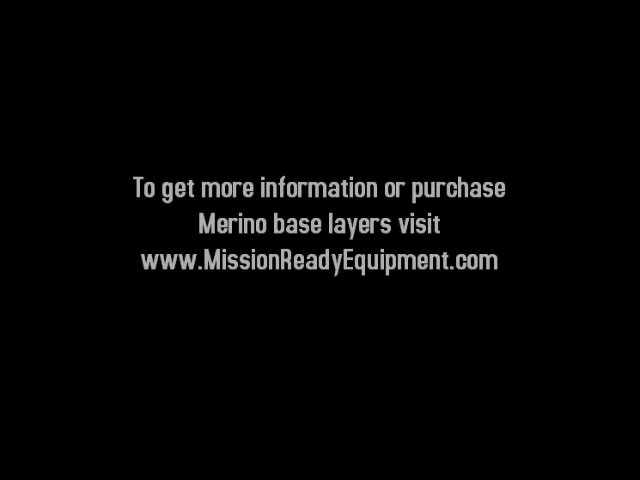 To get more information or purchase
Merino base layers visit
www.MissionReadyEquipment.com